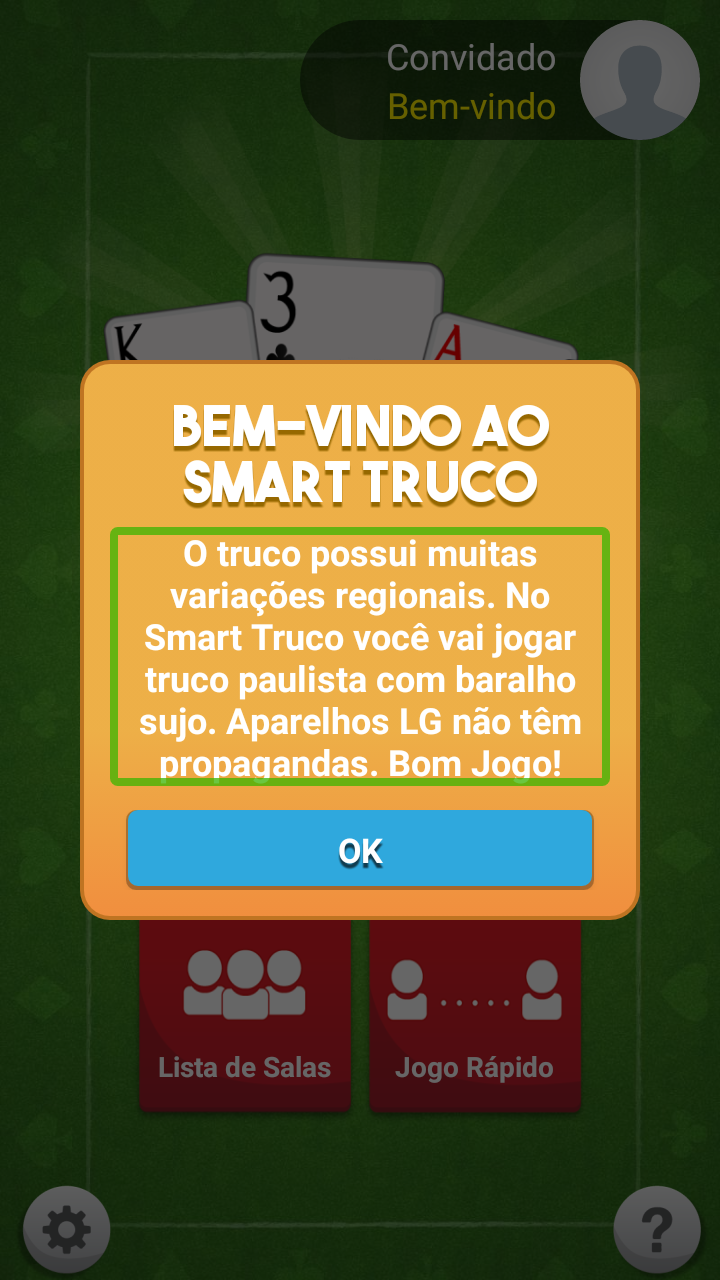 Convidado
Bem-vindo
K
3
A
BEM-VINDO AO
SMART TRUCO
O truco possui muitas
variações regionais. No
Smart Truco você vai jogar
truco paulista com baralho
sujo. Aparelhos LG não têm
propagandas. Bom Jogo!
OK
Lista de Salas
Jogo Rápido
?